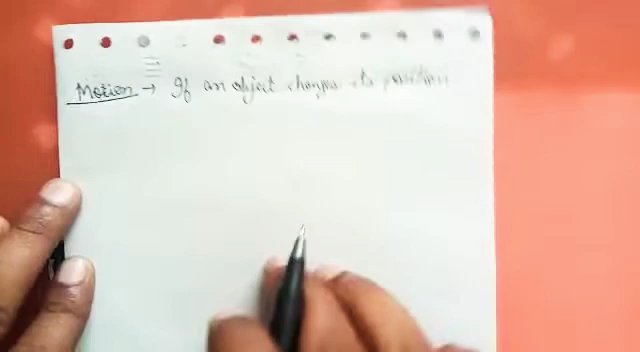 Motion → If an object changes its position